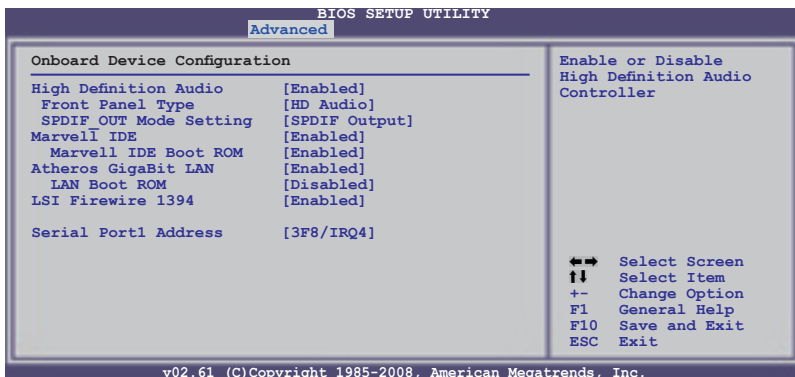 BIOS SETUP UTILITY
Advanced
Onboard Device Configuration
High Definition Audio [Enabled]
Front Panel Type [HD Audio]
SPDIF_OUT Mode Setting [SPDIF Output]
Marvell IDE [Enabled]
Marvell IDE Boot ROM [Enabled]
Atheros GigaBit LAN [Enabled]
LAN Boot ROM [Disabled]
LSI Firewire 1394 [Enabled]
Serial Port1 Address [3F8/IRQ4]
Enable or Disable
High Definition Audio
Controller
←→ Select Screen
↑↓ Select Item
+- Change Option
F1 General Help
F10 Save and Exit
ESC Exit
v02.61 (C)Copyright 1985-2008, American Megatrends, Inc.